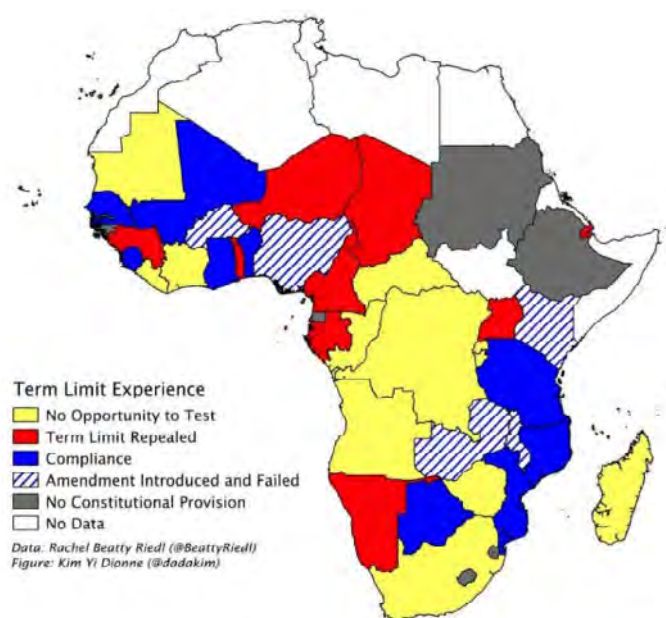 Term Limit Experience
No Opportunity to Test
Term Limit Repealed
Compliance
Amendment Introduced and Failed
No Constitutional Provision
No Data
Data: Rachel Beatty Riedl (@BeattyRiedl)
Figure: Kim Yi Dionne (@dadakim)